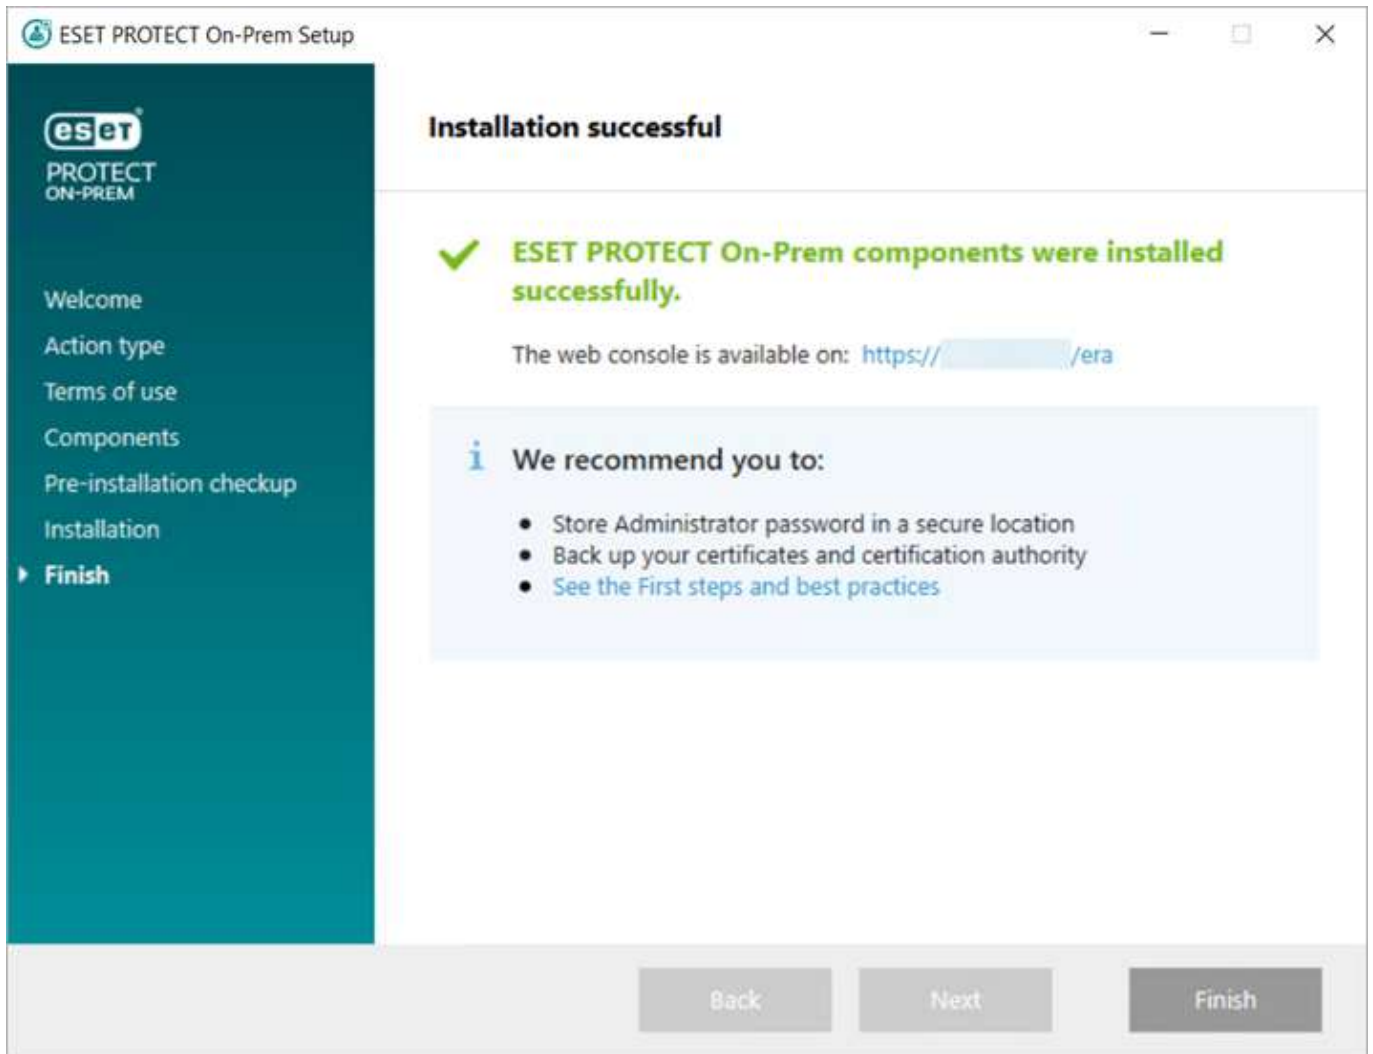 ESET PROTECT On-Prem Setup
eseT
PROTECT
ON-PREM
Welcome
Action type
Terms of use
Components
Pre-installation checkup
Installation
Finish
Installation successful
ESET PROTECT On-Prem components were installed
successfully.
The web console is available on: https:// /era
i We recommend you to:
• Store Administrator password in a secure location
• Back up your certificates and certification authority
• See the First steps and best practices
Back Next Finish